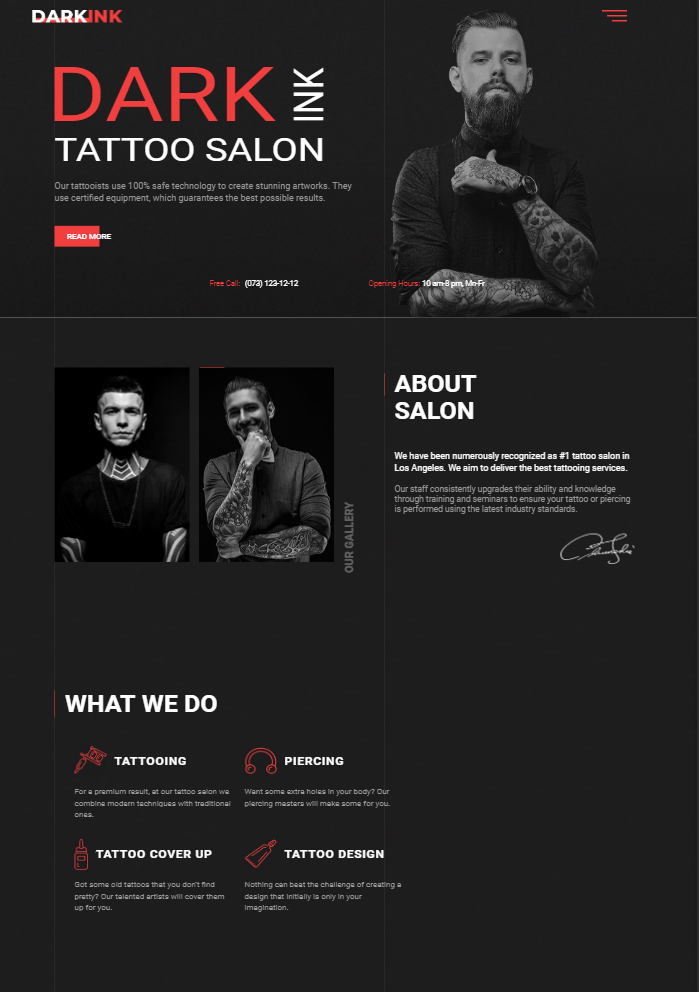 DARKINK
DARK INK
TATTOO SALON
Our tattooists use 100% safe technology to create stunning artworks. They
use certified equipment, which guarantees the best possible results.
READ MORE
Free Call: (073) 123-12-12
Opening Hours: 10 am-8 pm, Mn-Fr
OUR GALLERY
ABOUT
SALON
We have been numerously recognized as #1 tattoo salon in
Los Angeles. We aim to deliver the best tattooing services.
Our staff consistently upgrades their ability and knowledge
through training and seminars to ensure your tattoo or piercing
is performed using the latest industry standards.
WHAT WE DO
TATTOOING
For a premium result, at our tattoo salon we
combine modern techniques with traditional
ones.
PIERCING
Want some extra holes in your body? Our
piercing masters will make some for you.
TATTOO COVER UP
Got some old tattoos that you don't find
pretty? Our talented artists will cover them
up for you.
TATTOO DESIGN
Nothing can beat the challenge of creating a
design that initially is only in your
imagination.